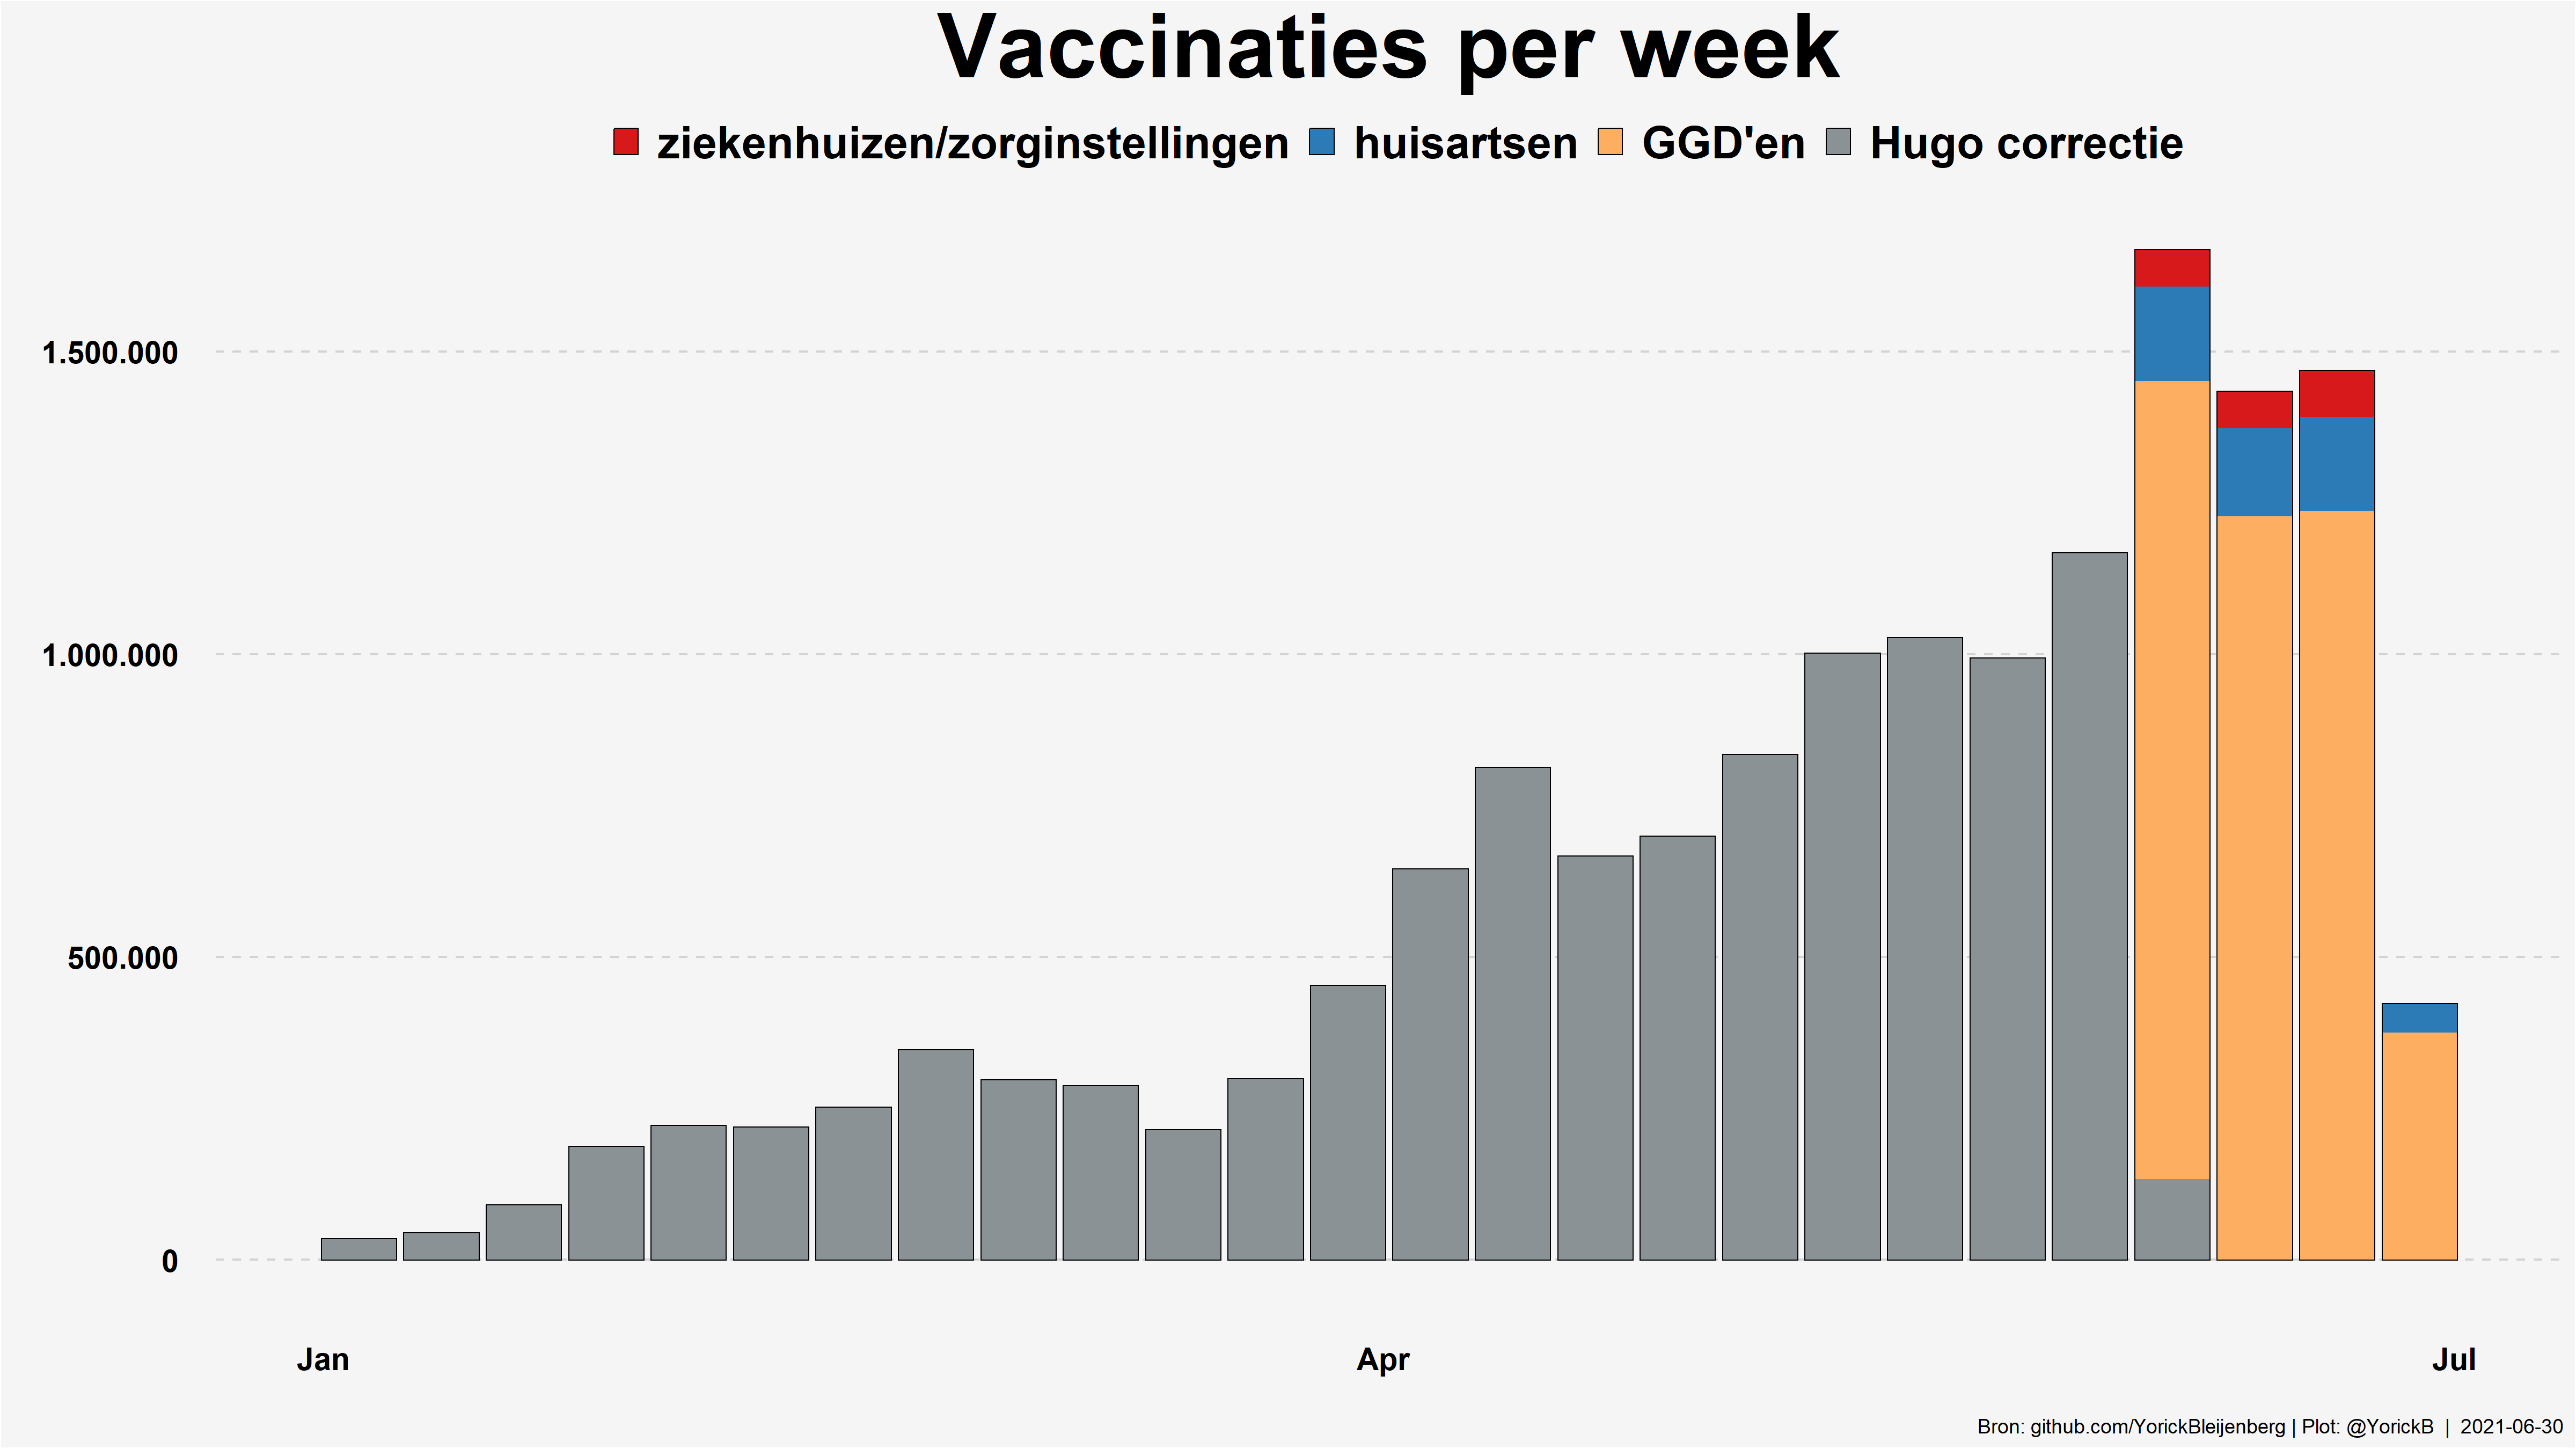 Vaccinaties per week
ziekenhuizen/zorginstellingen huisartsen GGD'en Hugo correctie
1.500.000
1.000.000
500.000
0
Jan Apr Jul
Bron: github.com/YorickBleijenberg | Plot: @YorickB | 2021-06-30